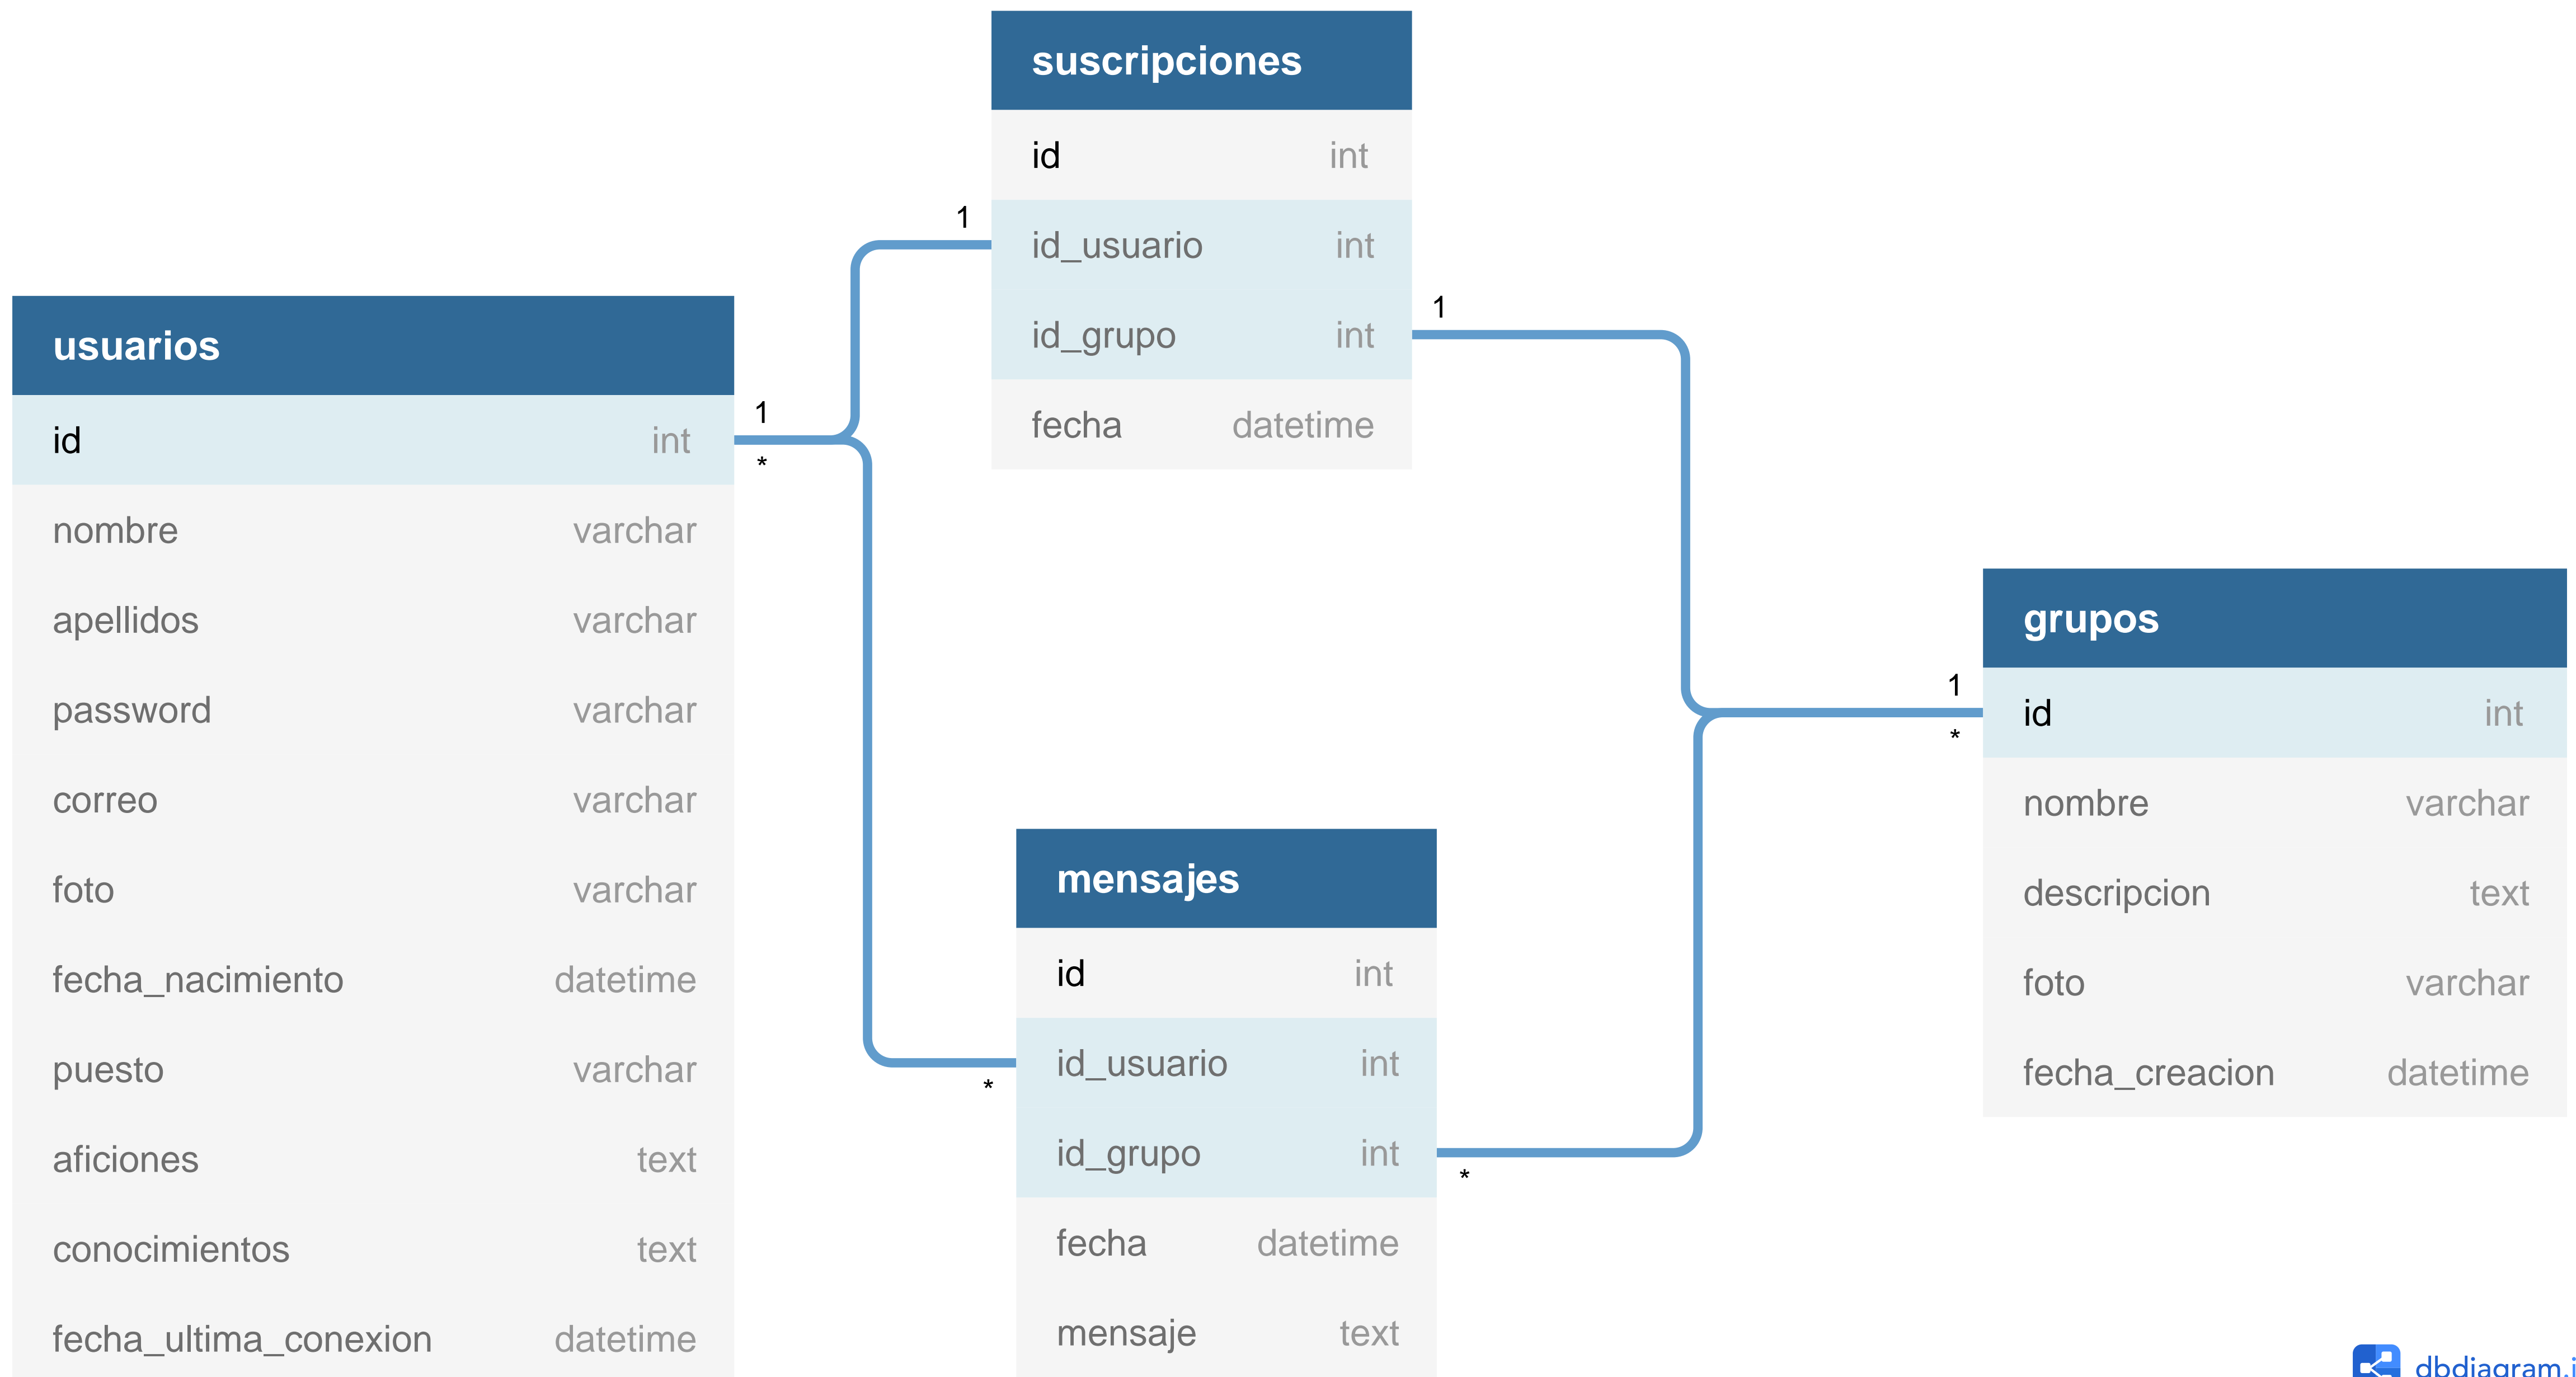 suscripciones
id int
id_usuario int
id_grupo int
fecha datetime
1
1
usuarios
id int
nombre varchar
apellidos varchar
password varchar
correo varchar
foto varchar
fecha_nacimiento datetime
puesto varchar
aficiones text
conocimientos text
fecha_ultima_conexion datetime
1
*
mensajes
id int
id_usuario int
id_grupo int
fecha datetime
mensaje text
*
*
grupos
id int
nombre varchar
descripcion text
foto varchar
fecha_creacion datetime
1
*
dbdiagram.i